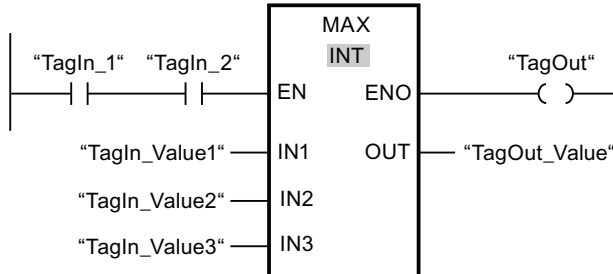 MAX
INT
“TagIn_1“ “TagIn_2“ “TagOut“
EN ENO
“TagIn_Value1“ IN1 OUT “TagOut_Value“
“TagIn_Value2“ IN2
“TagIn_Value3“ IN3